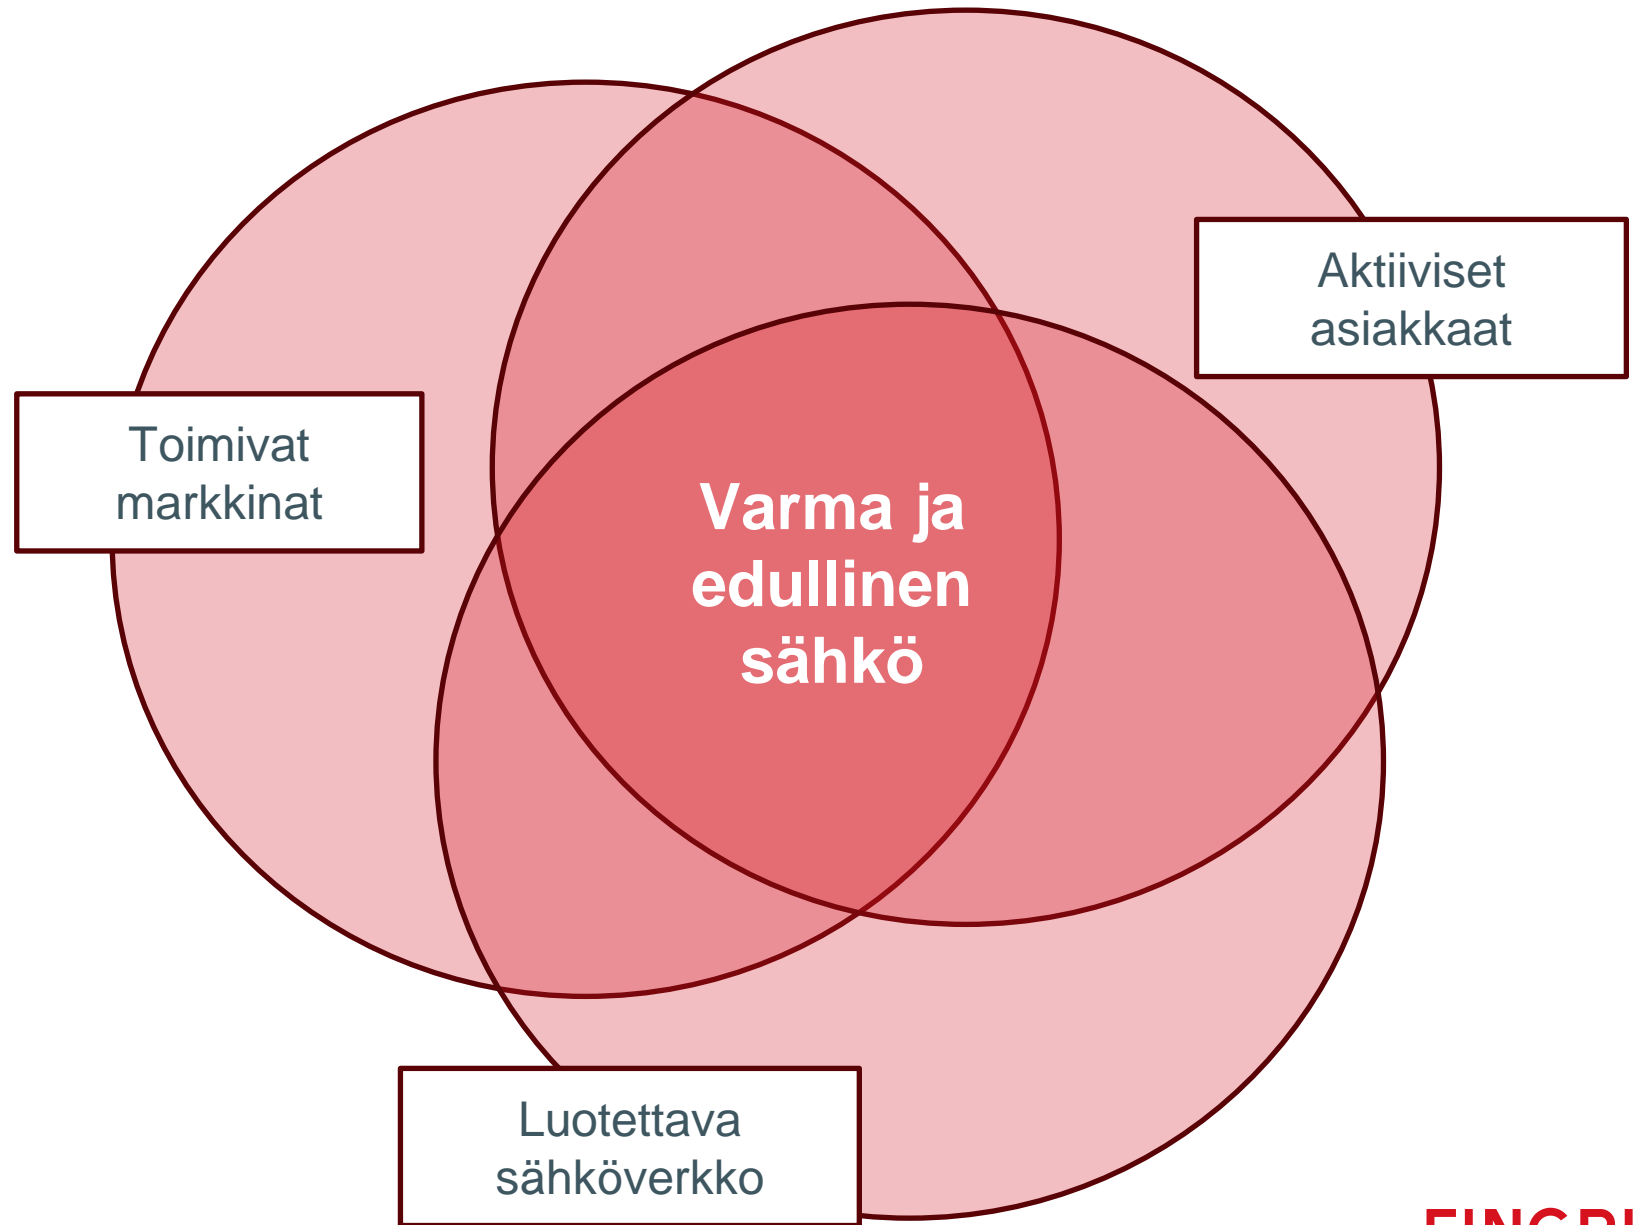 Aktiiviset
asiakkaat
Toimivat
markkinat
Varma ja
edullinen
sähkö
Luotettava
sähköverkko